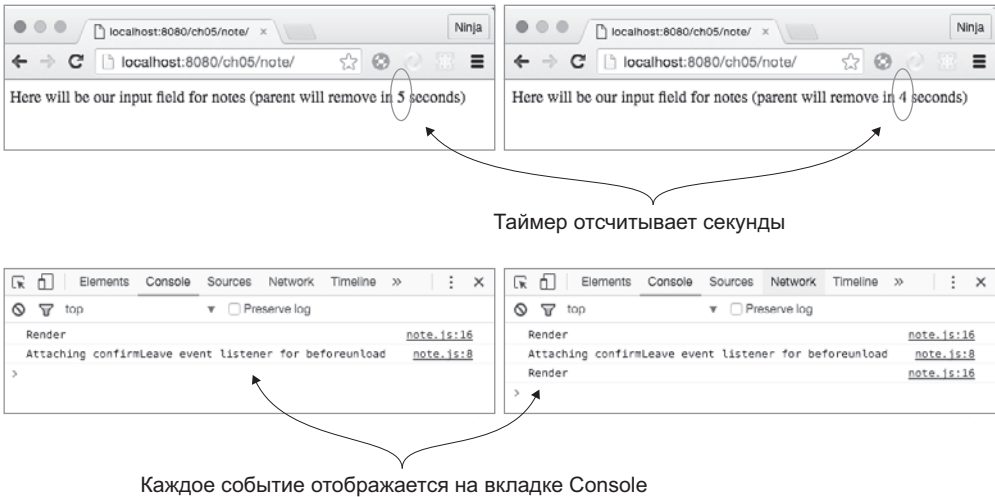 localhost:8080/ch05/note/ ×
Ninja
localhost:8080/ch05/note/
Here will be our input field for notes (parent will remove in 5 seconds)
localhost:8080/ch05/note/ ×
Ninja
localhost:8080/ch05/note/
Here will be our input field for notes (parent will remove in 4 seconds)
Таймер отсчитывает секунды
Elements Console Sources Network Timeline »
top ▼ Preserve log
Render note.js:16
Attaching confirmLeave event listener for beforeunload note.js:8
>
Elements Console Sources Network Timeline »
top ▼ Preserve log
Render note.js:16
Attaching confirmLeave event listener for beforeunload note.js:8
Render note.js:16
>
Каждое событие отображается на вкладке Console